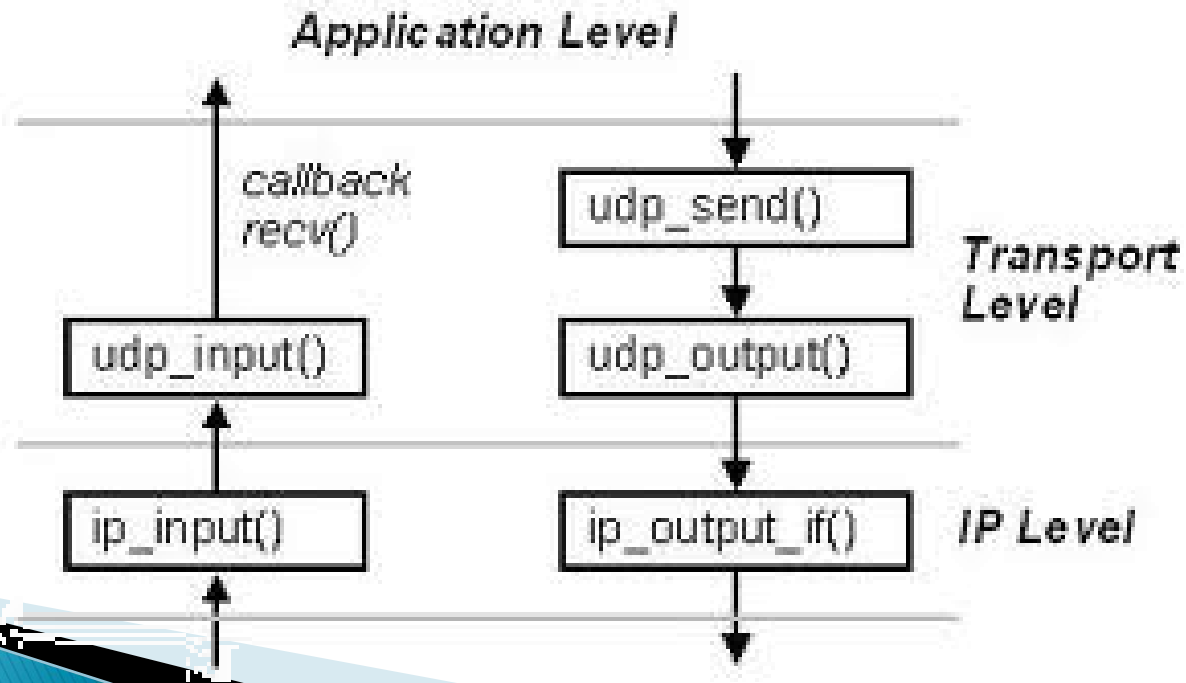 Application Level
callback
recv()
udp_send()
Transport
Level
udp_input()
udp_output()
ip_input()
ip_output_if()
IP Level